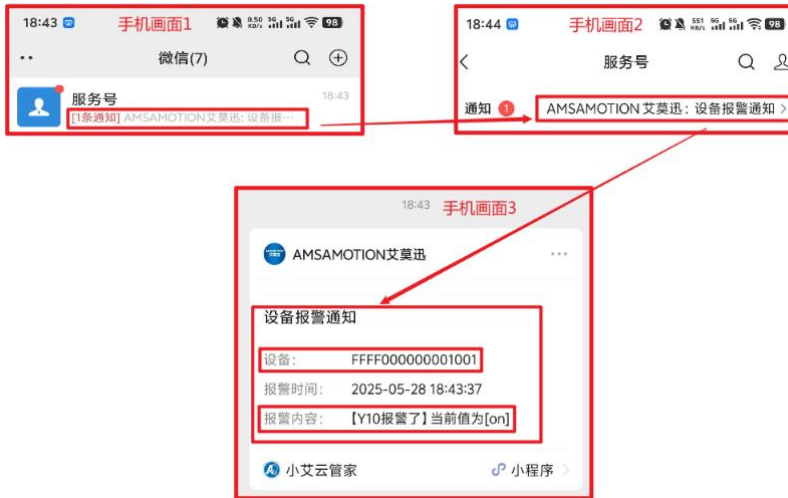 18:43 手机画面1 0.50 KB/s 5G 5G 98
微信(7)
服务号 18:43
[1条通知] AMSAMOTION艾莫迅: 设备报…
18:44 手机画面2 551 KB/s 5G 5G 98
服务号
通知 1 AMSAMOTION 艾莫迅：设备报警通知
18:43 手机画面3
AMSAMOTION艾莫迅
设备报警通知
设备： FFFF000000001001
报警时间： 2025-05-28 18:43:37
报警内容： 【Y10报警了】当前值为[on]
小艾云管家 小程序